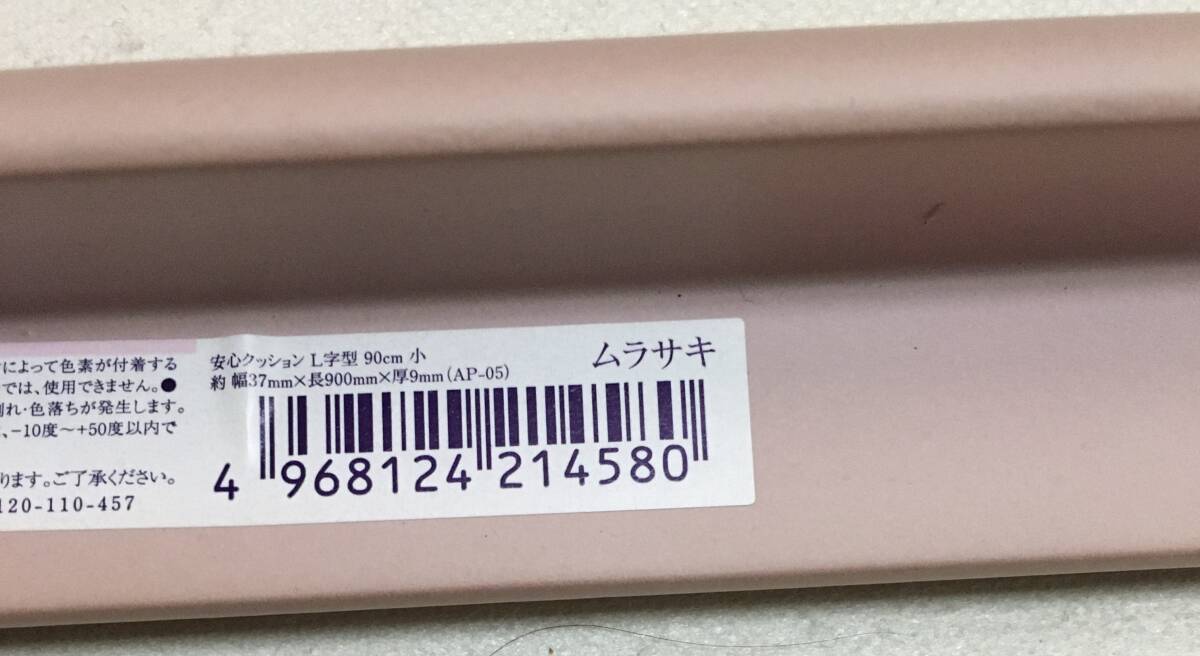 によって色素が付着する
では、使用できません。●
割れ・色落ちが発生します。
、−10度〜+50度以内で
ります。ご了承ください。
120-110-457
安心クッション L字型 90cm 小
ムラサキ
約 幅37mm×長900mm×厚9mm(AP-05)
4 968124 214580